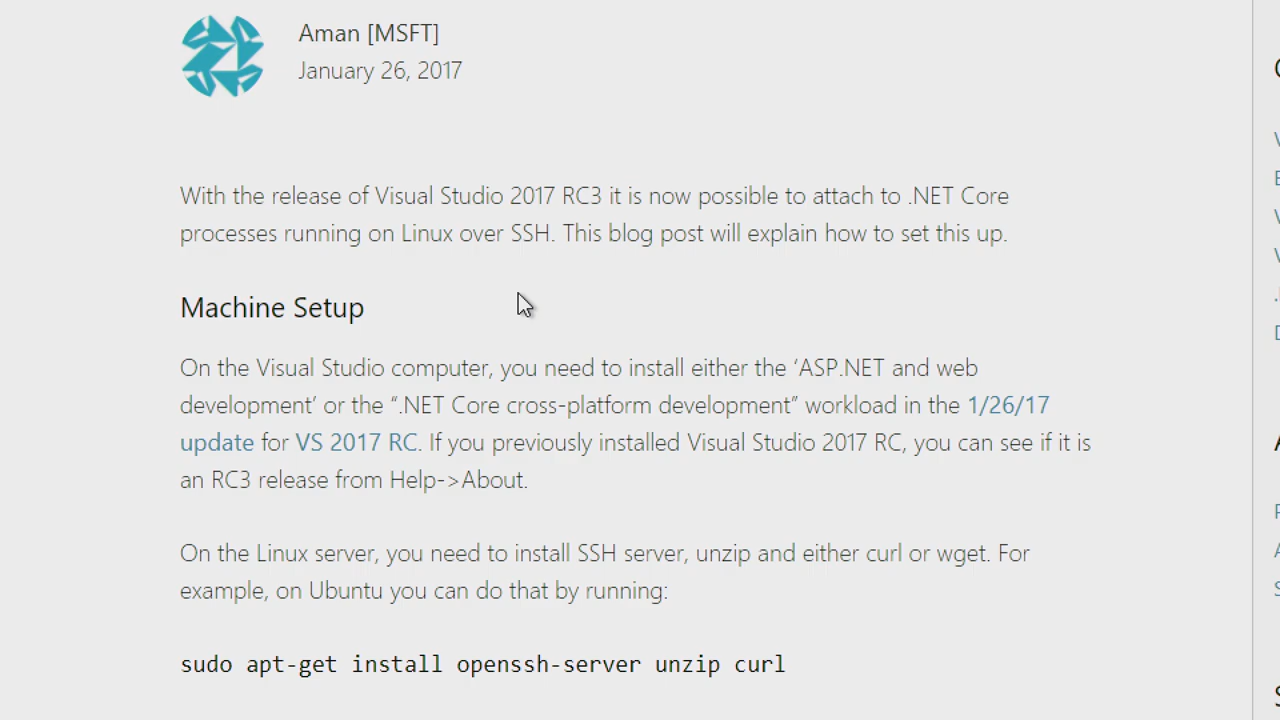 Aman [MSFT]
January 26, 2017
With the release of Visual Studio 2017 RC3 it is now possible to attach to .NET Core
processes running on Linux over SSH. This blog post will explain how to set this up.
Machine Setup
On the Visual Studio computer, you need to install either the ‘ASP.NET and web
development’ or the “.NET Core cross-platform development” workload in the 1/26/17
update for VS 2017 RC. If you previously installed Visual Studio 2017 RC, you can see if it is
an RC3 release from Help->About.
On the Linux server, you need to install SSH server, unzip and either curl or wget. For
example, on Ubuntu you can do that by running:
sudo apt-get install openssh-server unzip curl